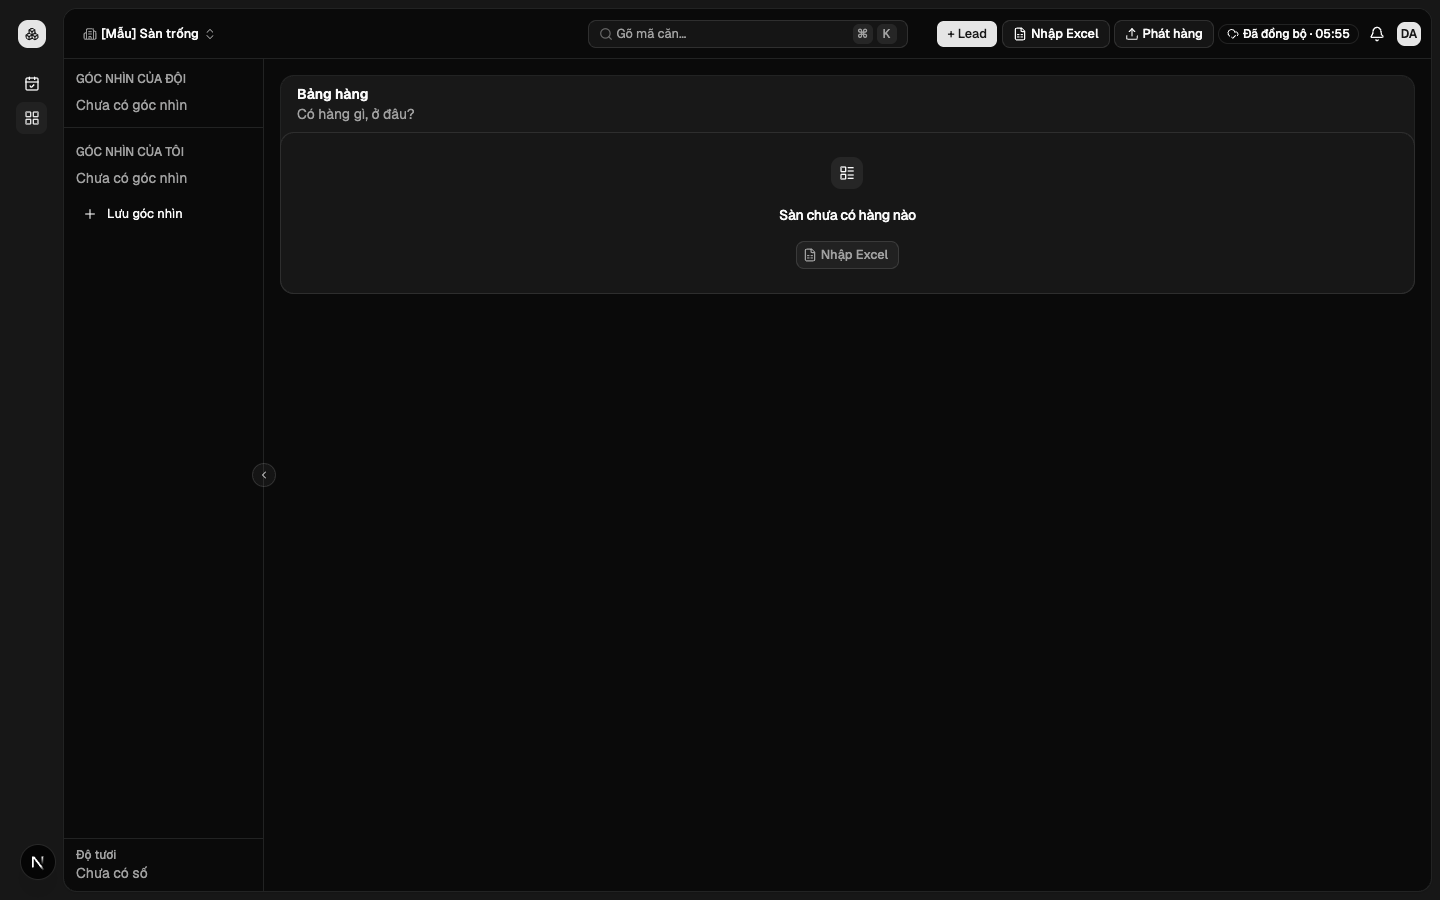 [Mẫu] Sàn trống
Gõ mã căn...
⌘ K
+ Lead
Nhập Excel
Phát hàng
Đã đồng bộ · 05:55
DA
GÓC NHÌN CỦA ĐỘI
Chưa có góc nhìn
GÓC NHÌN CỦA TÔI
Chưa có góc nhìn
Lưu góc nhìn
Bảng hàng
Có hàng gì, ở đâu?
Sàn chưa có hàng nào
Nhập Excel
Độ tươi
Chưa có số
N